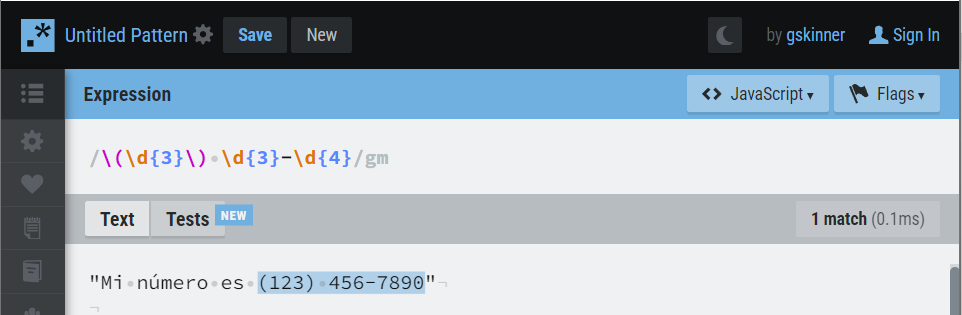 .* Untitled Pattern Save New by gskinner Sign In
Expression <> JavaScript ▾ Flags ▾
/\(\d{3}\) \d{3}-\d{4}/gm
Text Tests NEW 1 match (0.1ms)
"Mi número es (123) 456-7890"